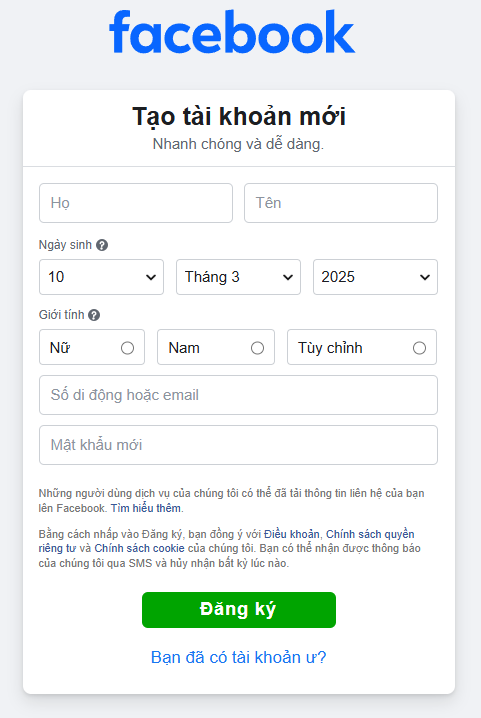 facebook
Tạo tài khoản mới
Nhanh chóng và dễ dàng.
Họ Tên
Ngày sinh ?
10 Tháng 3 2025
Giới tính ?
Nữ Nam Tùy chỉnh
Số di động hoặc email
Mật khẩu mới
Những người dùng dịch vụ của chúng tôi có thể đã tải thông tin liên hệ của bạn
lên Facebook. Tìm hiểu thêm.
Bằng cách nhấp vào Đăng ký, bạn đồng ý với Điều khoản, Chính sách quyền
riêng tư và Chính sách cookie của chúng tôi. Bạn có thể nhận được thông báo
của chúng tôi qua SMS và hủy nhận bất kỳ lúc nào.
Đăng ký
Bạn đã có tài khoản ư?